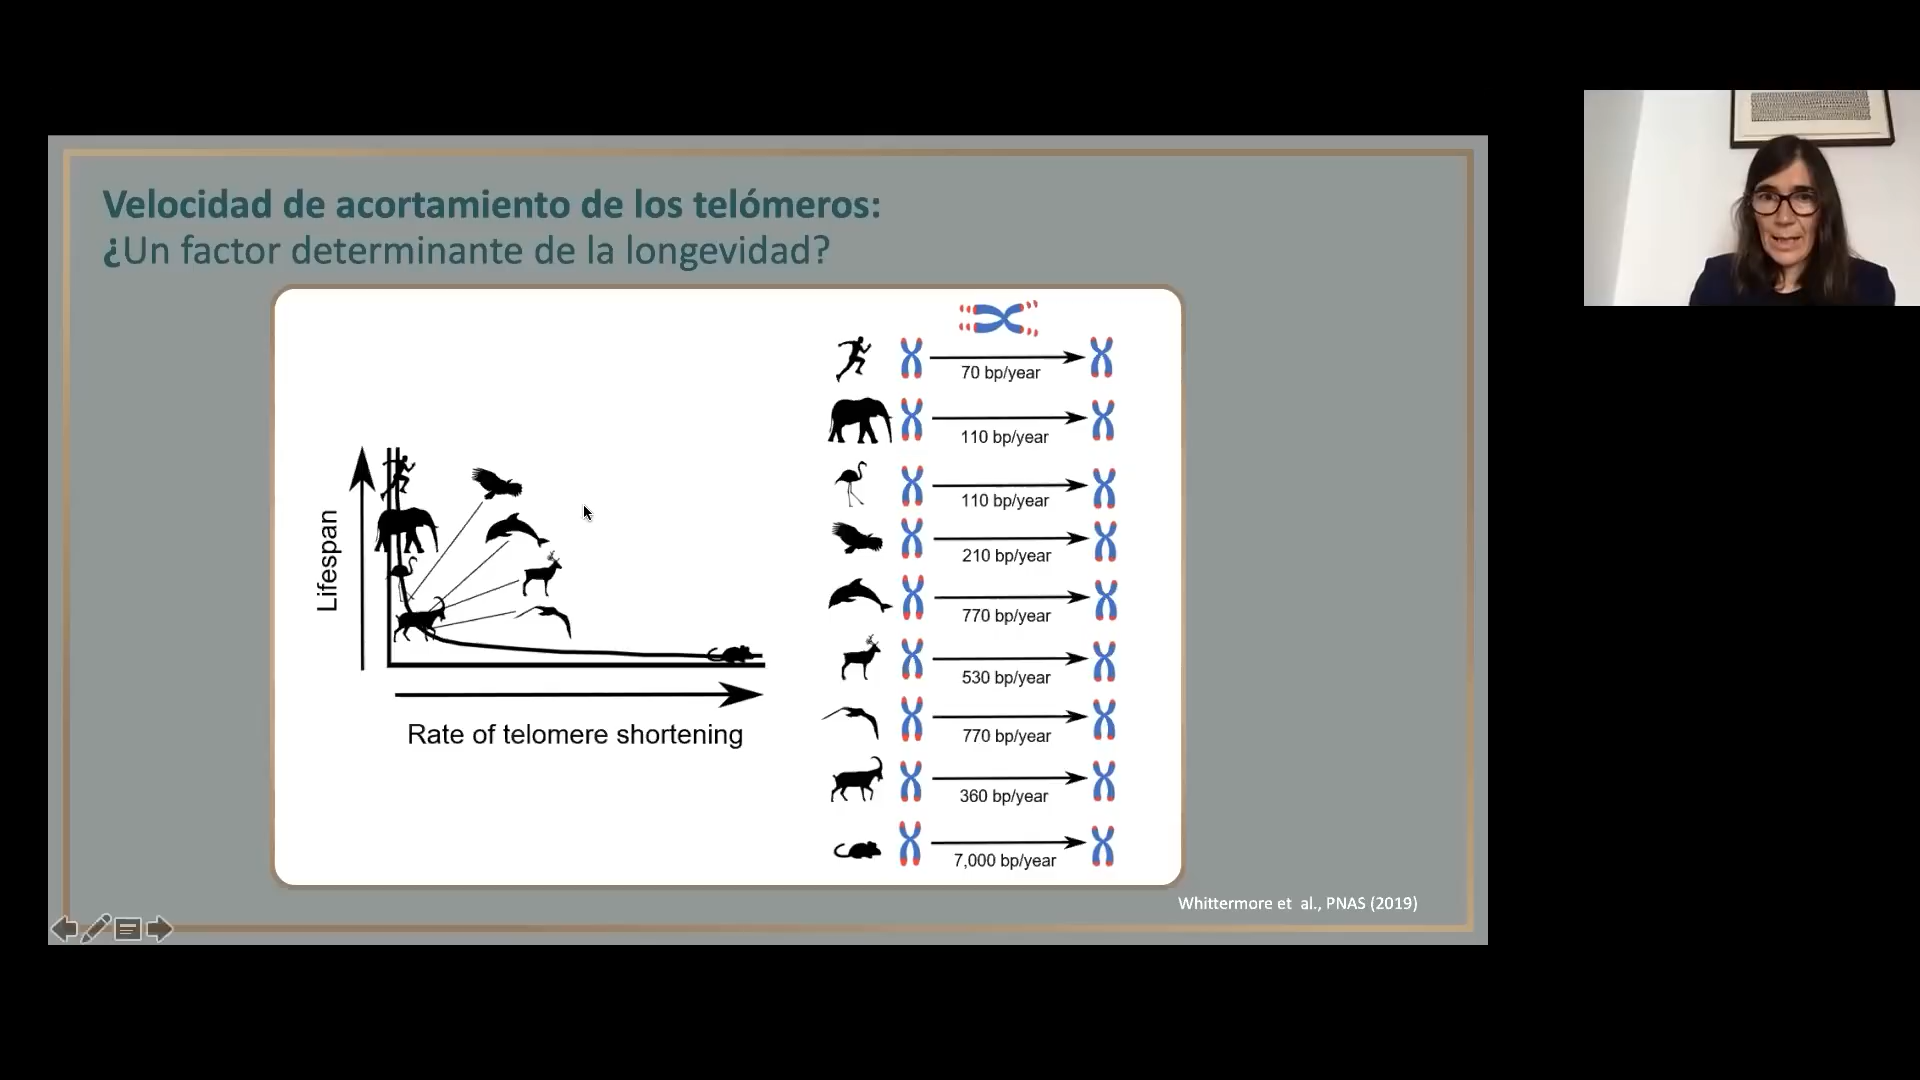 Velocidad de acortamiento de los telómeros:
¿Un factor determinante de la longevidad?
Lifespan
Rate of telomere shortening
70 bp/year
110 bp/year
110 bp/year
210 bp/year
770 bp/year
530 bp/year
770 bp/year
360 bp/year
7,000 bp/year
Whittermore et al., PNAS (2019)